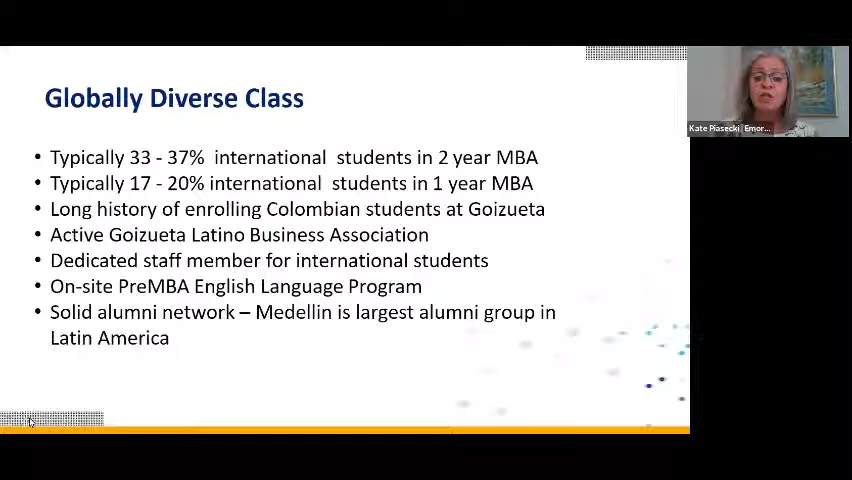 Globally Diverse Class
• Typically 33 - 37% international students in 2 year MBA
• Typically 17 - 20% international students in 1 year MBA
• Long history of enrolling Colombian students at Goizueta
• Active Goizueta Latino Business Association
• Dedicated staff member for international students
• On-site PreMBA English Language Program
• Solid alumni network – Medellin is largest alumni group in
Latin America
Kate Piasecki | Emor...